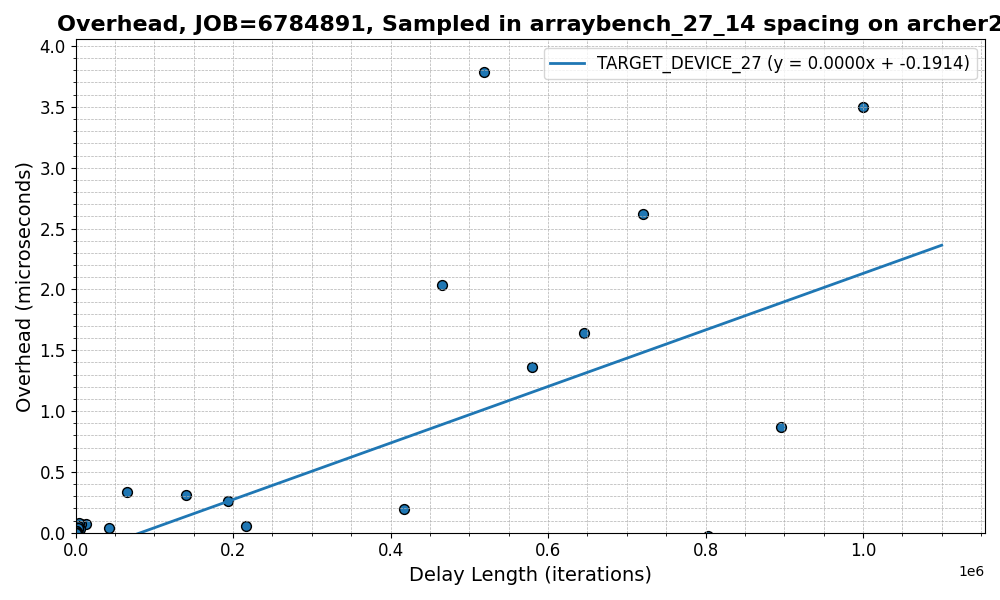 Overhead, JOB=6784891, Sampled in arraybench_27_14 spacing on archer2
TARGET_DEVICE_27 (y = 0.0000x + -0.1914)
Overhead (microseconds)
4.0
3.5
3.0
2.5
2.0
1.5
1.0
0.5
0.0
0.0 0.2 0.4 0.6 0.8 1.0
1e6
Delay Length (iterations)